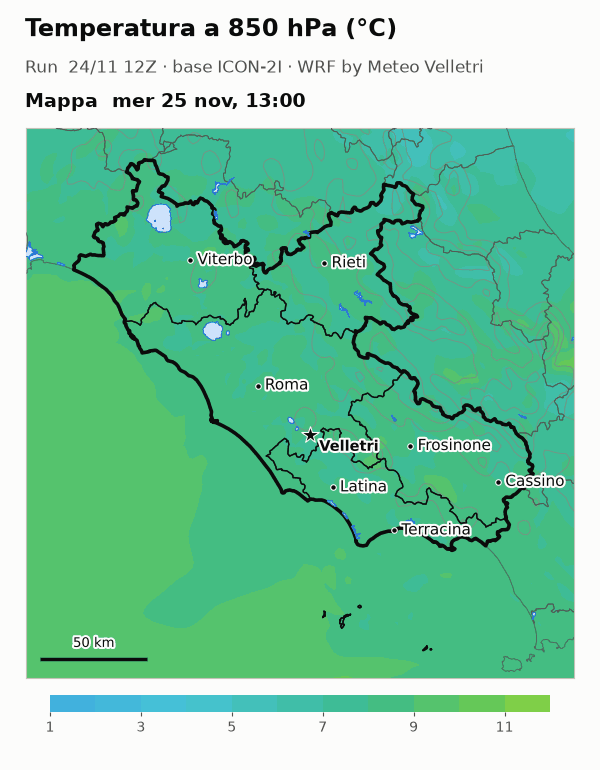 Temperatura a 850 hPa (°C)
Run  24/11 12Z · base ICON-2I · WRF by Meteo Velletri
Mappa  mer 25 nov, 13:00
Viterbo
Rieti
Roma
Velletri
Frosinone
Latina
Cassino
Terracina
50 km
1 3 5 7 9 11